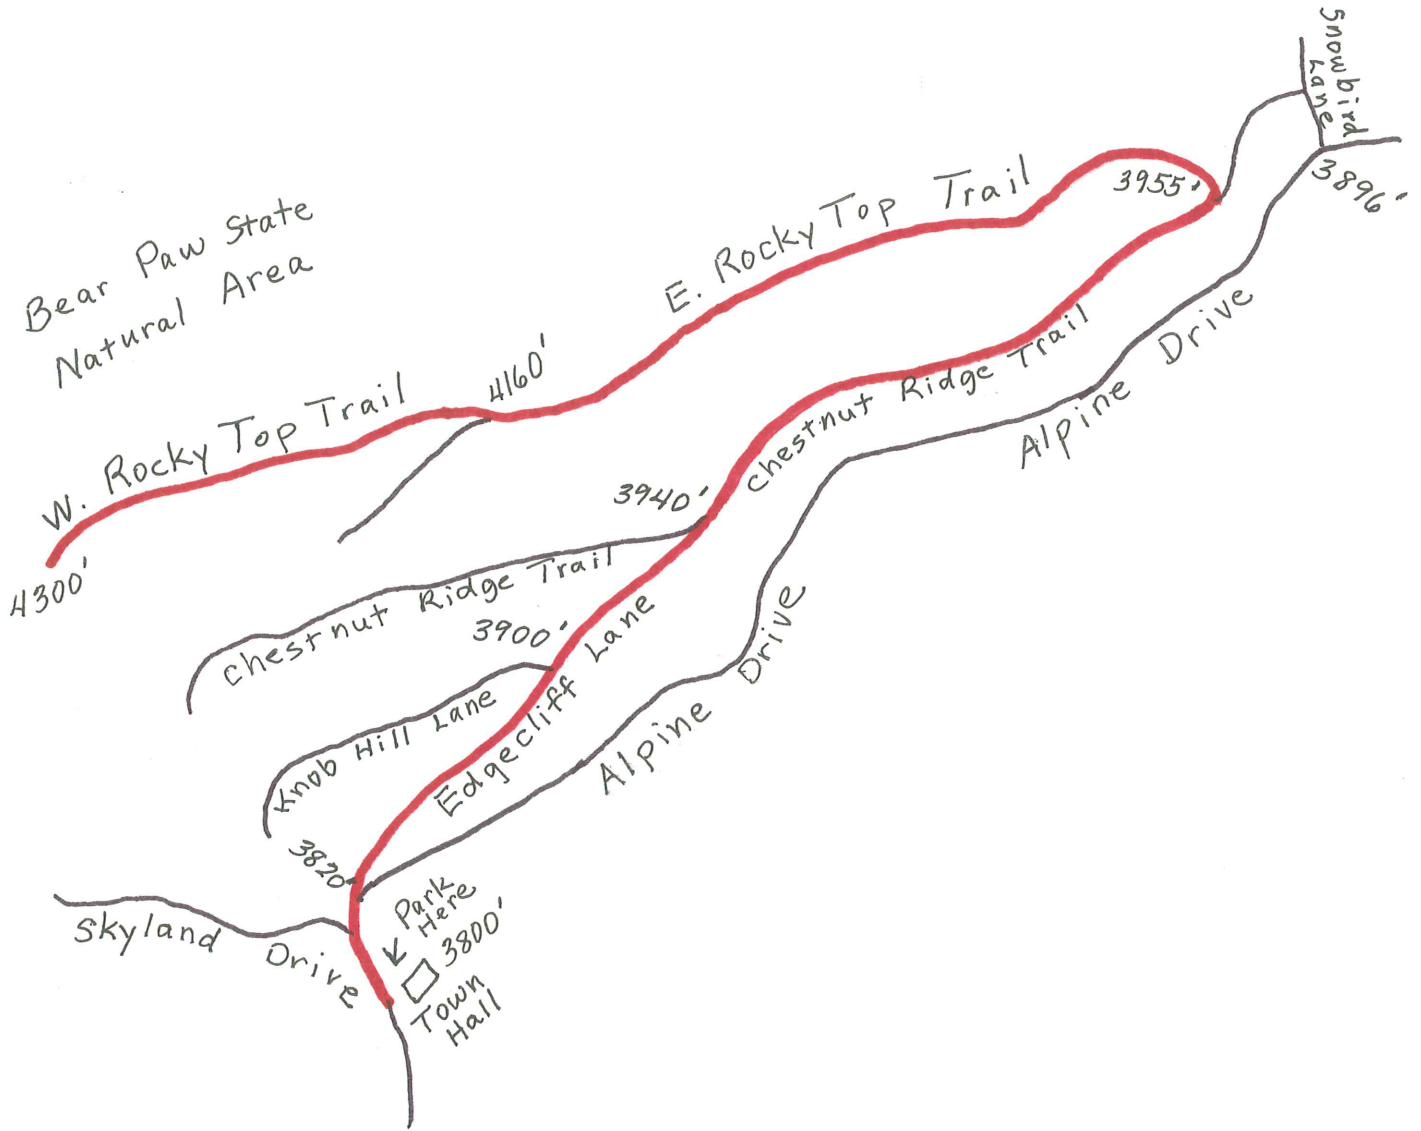 Snowbird
Lane
3896'
3955'
E. Rocky Top Trail
Bear Paw State
Natural Area
4160'
W. Rocky Top Trail
4300'
Chestnut Ridge Trail
Alpine Drive
3940'
Chestnut Ridge Trail
3900'
Edgecliff Lane
Knob Hill Lane
Alpine Drive
3820'
Skyland Drive
Park
Here
3800'
Town
Hall